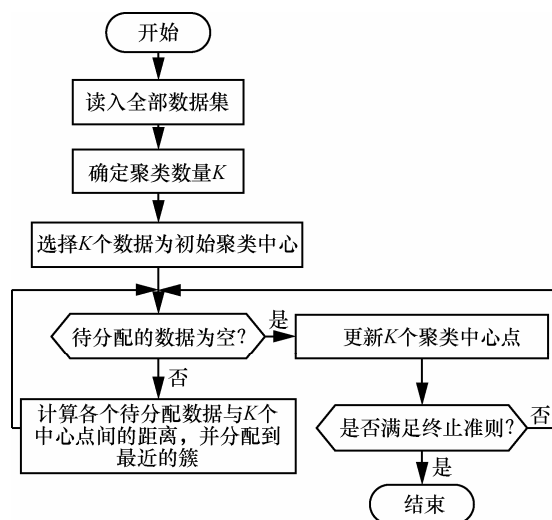 开始
读入全部数据集
确定聚类数量K
选择K个数据为初始聚类中心
待分配的数据为空?
是
更新K个聚类中心点
否
计算各个待分配数据与K个
中心点间的距离，并分配到
最近的簇
是否满足终止准则?
否
是
结束